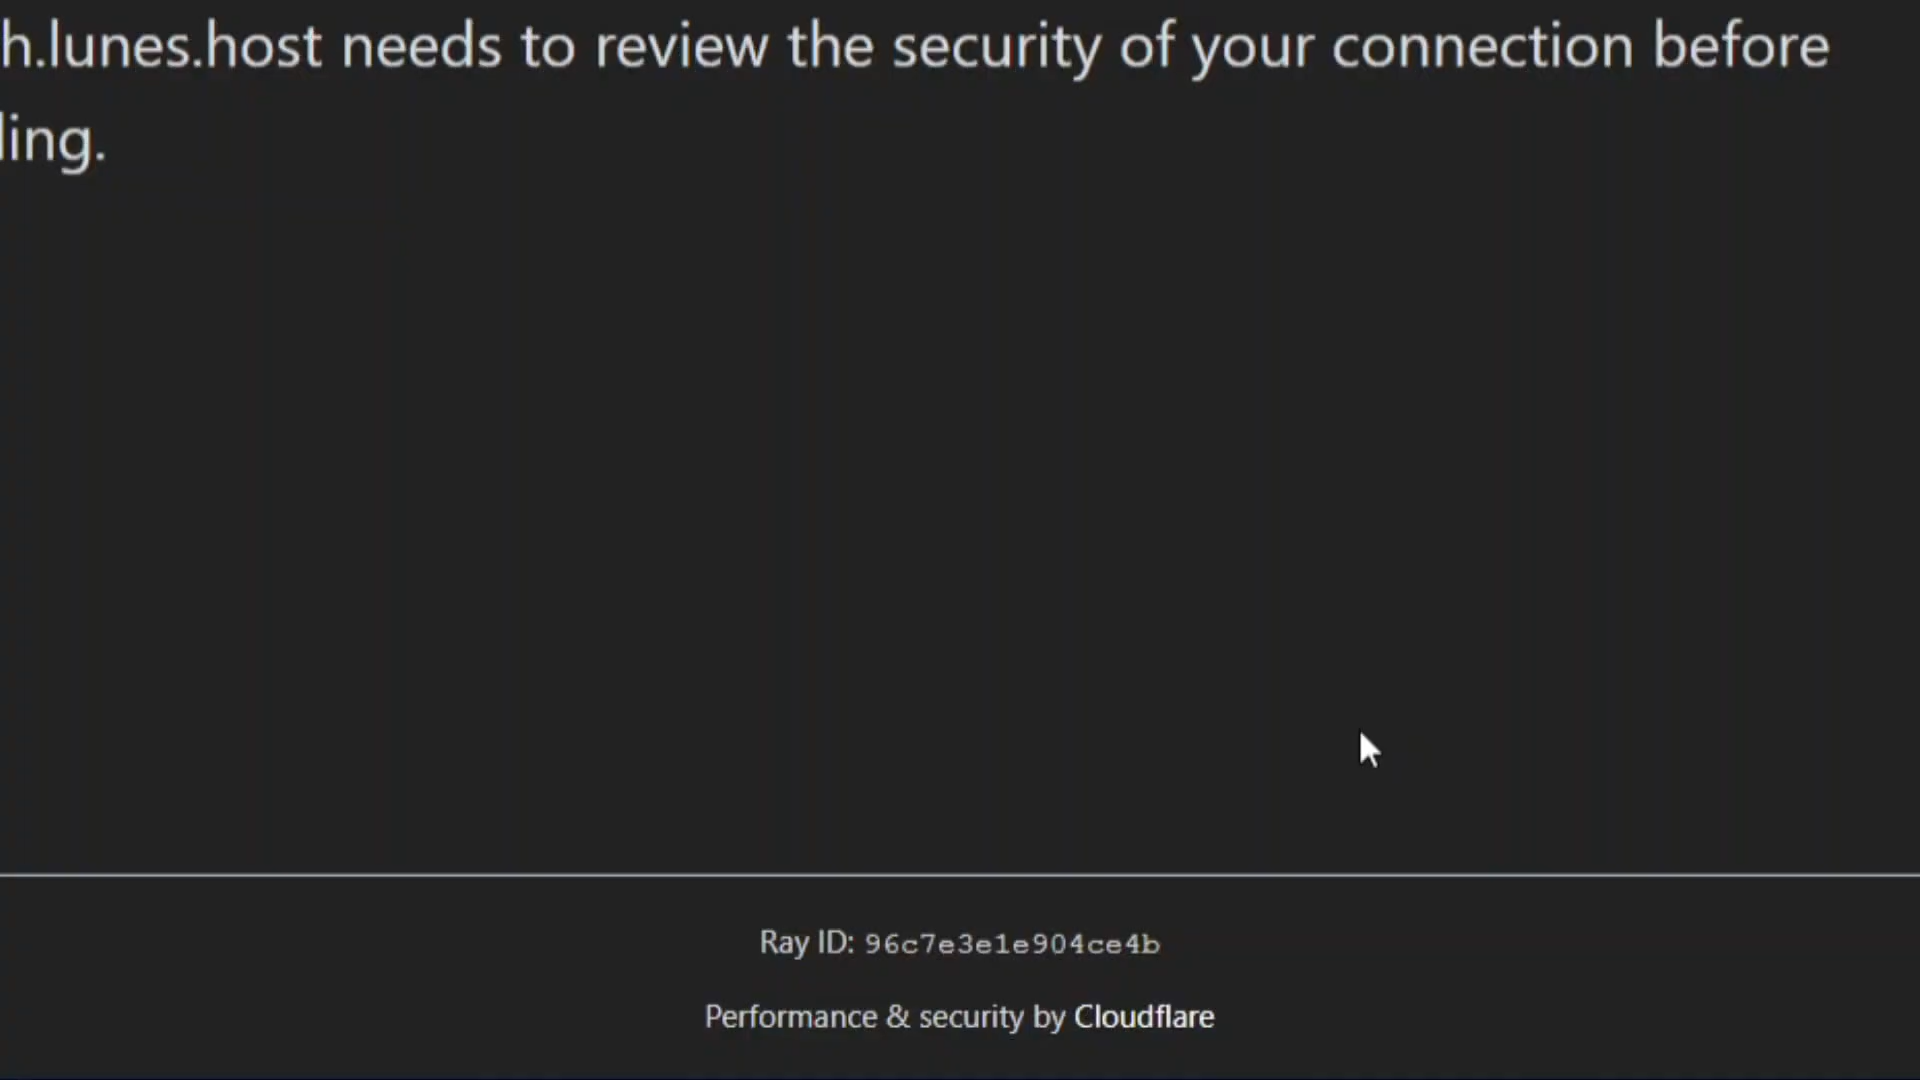 h.lunes.host needs to review the security of your connection before
ling.
Ray ID: 96c7e3e1e904ce4b
Performance & security by Cloudflare